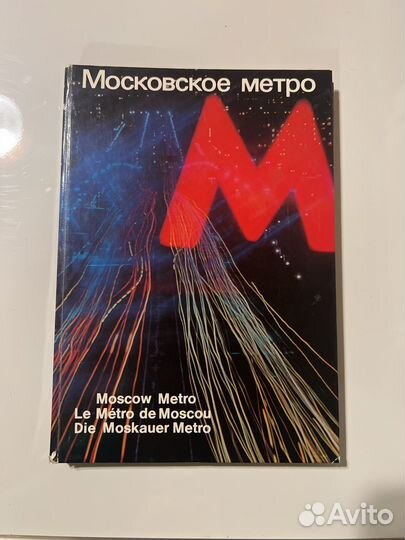 Московское метро
М
Moscow Metro
Le Métro de Moscou
Die Moskauer Metro
Avito